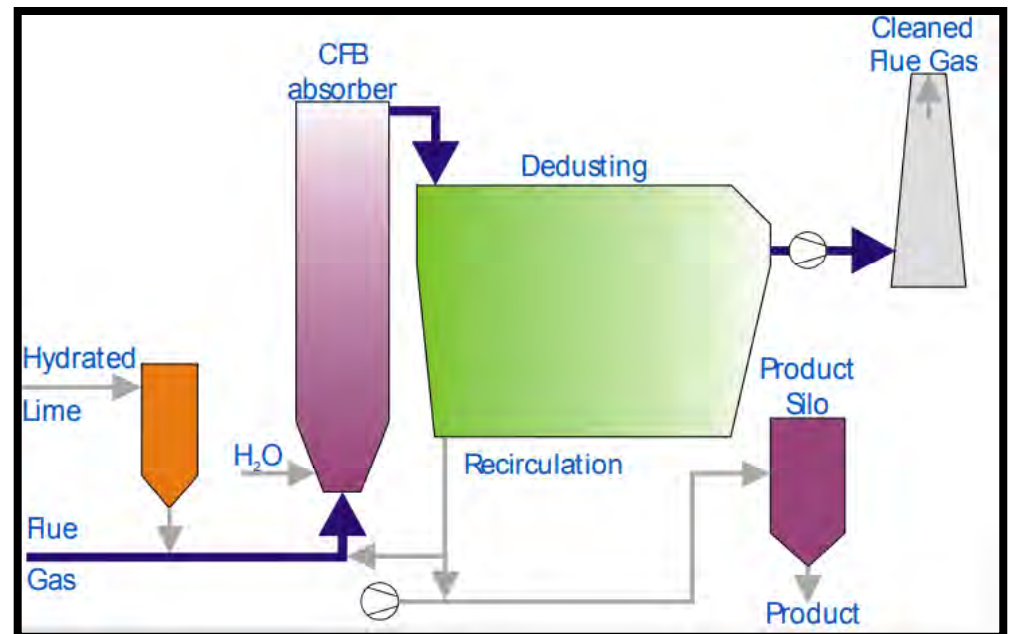 Cleaned
Flue Gas
CFB
absorber
Dedusting
Hydrated
Lime
Product
Silo
H₂O
Recirculation
Flue
Gas
Product